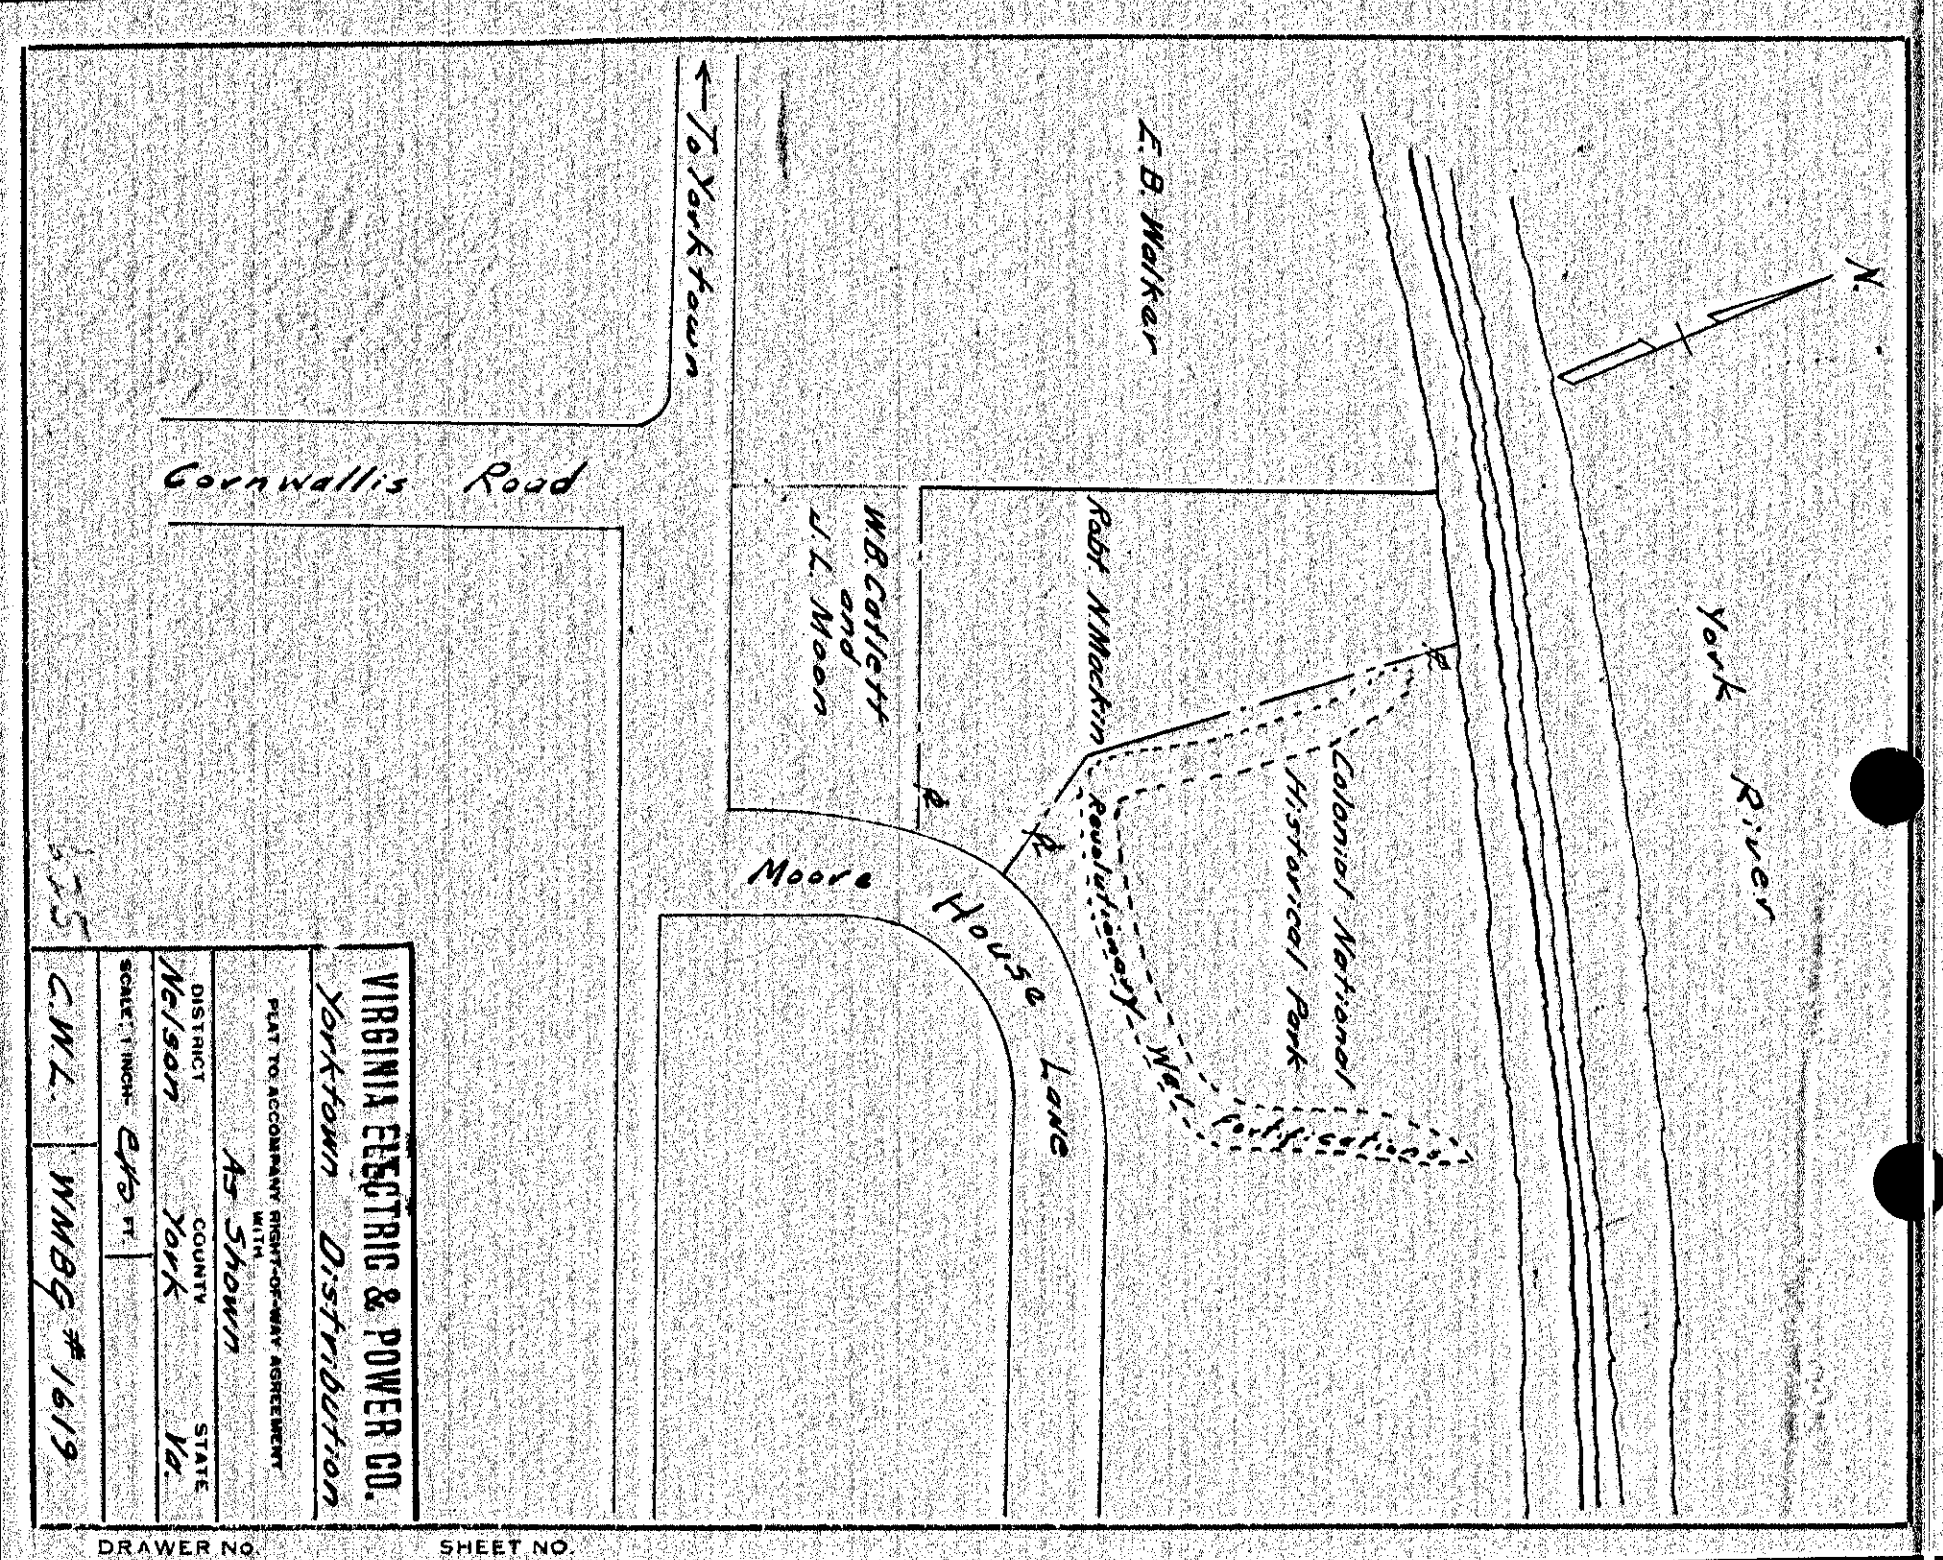 N.
York River
← To Yorktown
E.B. Walker
Cornwallis Road
W.B. Catlett
and
J.L. Moon
Robt. N Mackin
Colonial National
Historical Park
Revolutionary War Fortifications
Moore House Lane
VIRGINIA ELECTRIC & POWER CO.
Yorktown Distribution
PLAT TO ACCOMPANY RIGHT-OF-WAY AGREEMENT
WITH
As Shown
DISTRICT COUNTY STATE
Nelson York Va.
SCALE: 1 INCH= FT
C.W.L. WMBG # 1619
DRAWER NO. SHEET NO.